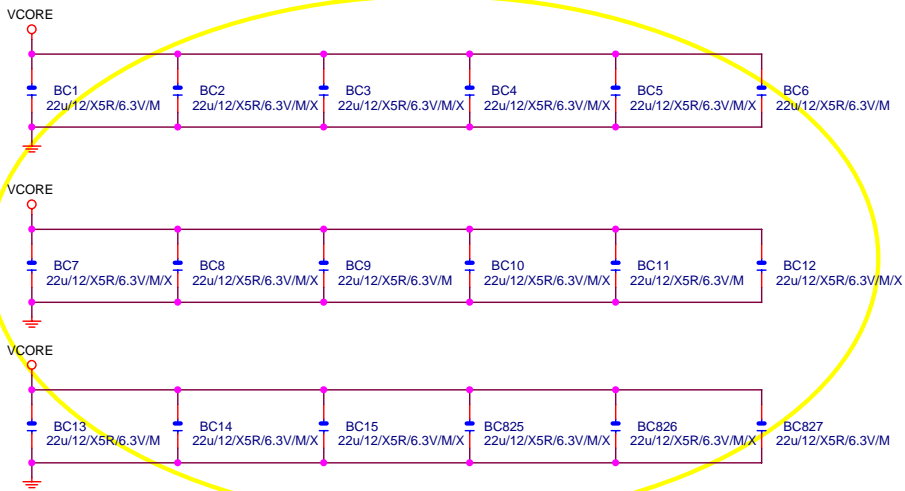 VCORE
BC1 BC2 BC3 BC4 BC5 BC6
22u/12/X5R/6.3V/M 22u/12/X5R/6.3V/M/X 22u/12/X5R/6.3V/M/X 22u/12/X5R/6.3V/M/X 22u/12/X5R/6.3V/M/X 22u/12/X5R/6.3V/M
VCORE
BC7 BC8 BC9 BC10 BC11 BC12
22u/12/X5R/6.3V/M/X 22u/12/X5R/6.3V/M/X 22u/12/X5R/6.3V/M 22u/12/X5R/6.3V/M/X 22u/12/X5R/6.3V/M 22u/12/X5R/6.3V/M/X
VCORE
BC13 BC14 BC15 BC825 BC826 BC827
22u/12/X5R/6.3V/M 22u/12/X5R/6.3V/M/X 22u/12/X5R/6.3V/M/X 22u/12/X5R/6.3V/M/X 22u/12/X5R/6.3V/M/X 22u/12/X5R/6.3V/M